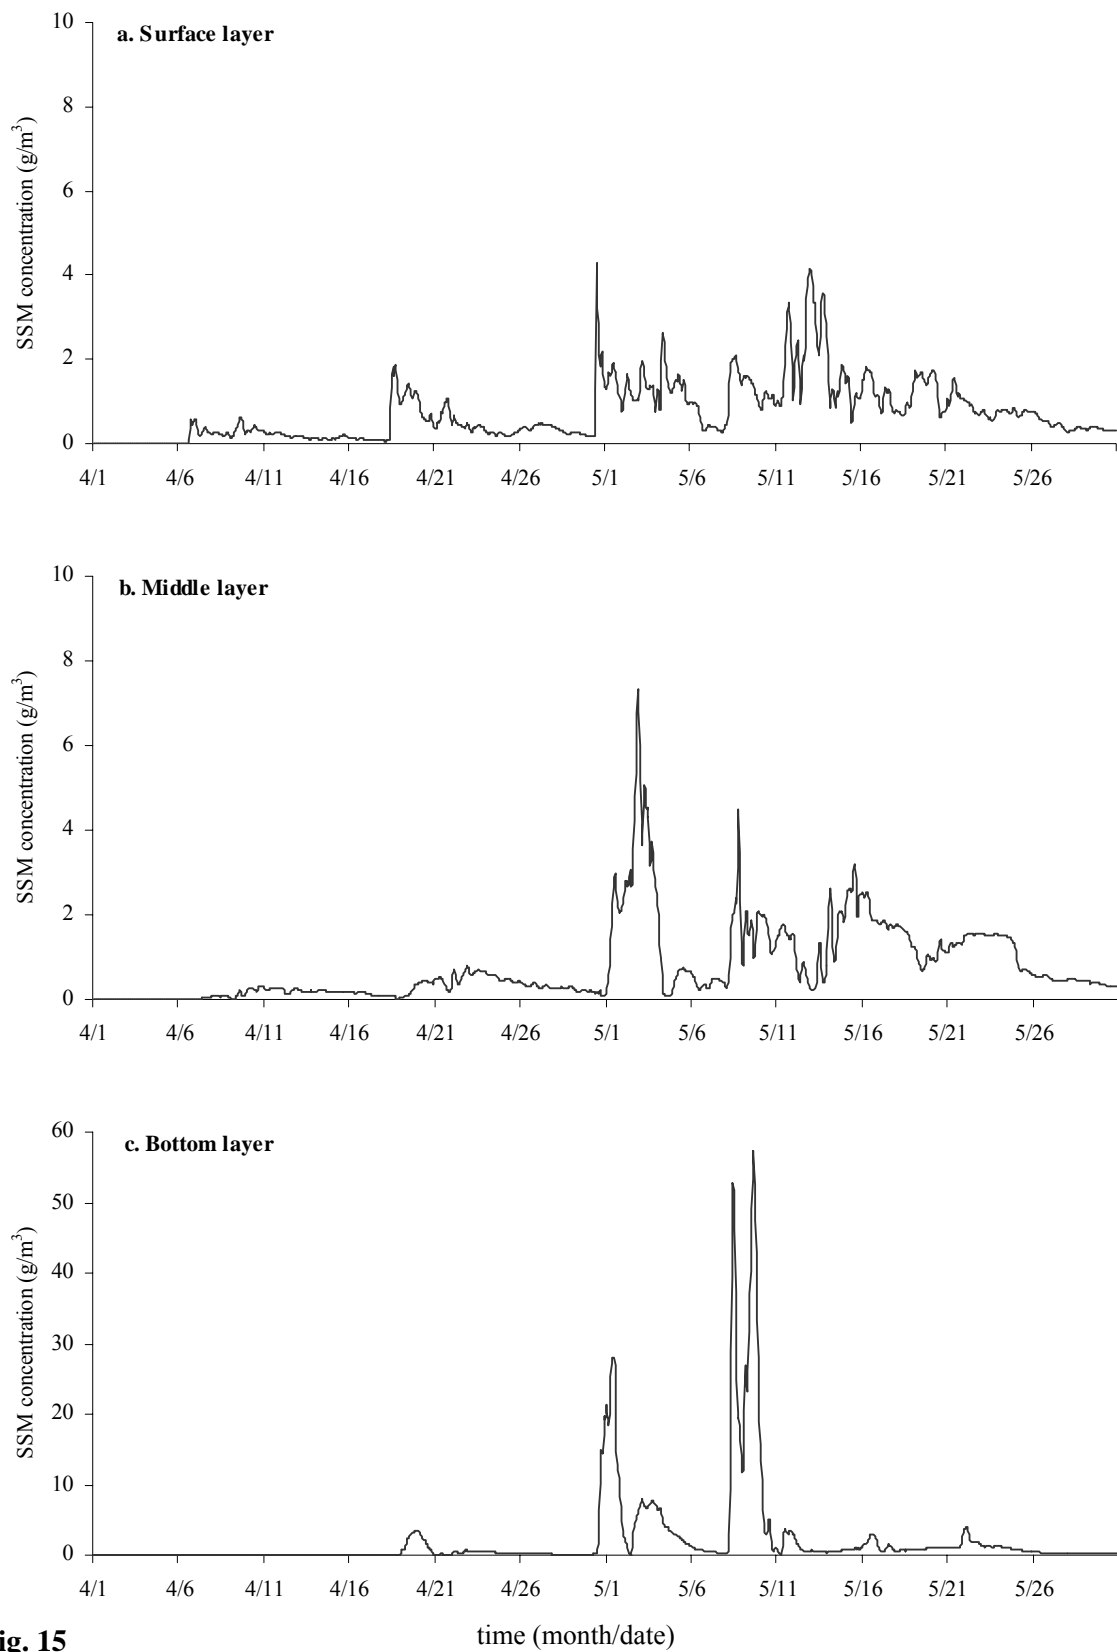 10
a. Surface layer
8
6
4
2
0
SSM concentration (g/m³)
4/1 4/6 4/11 4/16 4/21 4/26 5/1 5/6 5/11 5/16 5/21 5/26
10
b. Middle layer
8
6
4
2
0
SSM concentration (g/m³)
4/1 4/6 4/11 4/16 4/21 4/26 5/1 5/6 5/11 5/16 5/21 5/26
60
c. Bottom layer
50
40
30
20
10
0
SSM concentration (g/m³)
4/1 4/6 4/11 4/16 4/21 4/26 5/1 5/6 5/11 5/16 5/21 5/26
time (month/date)
ig. 15